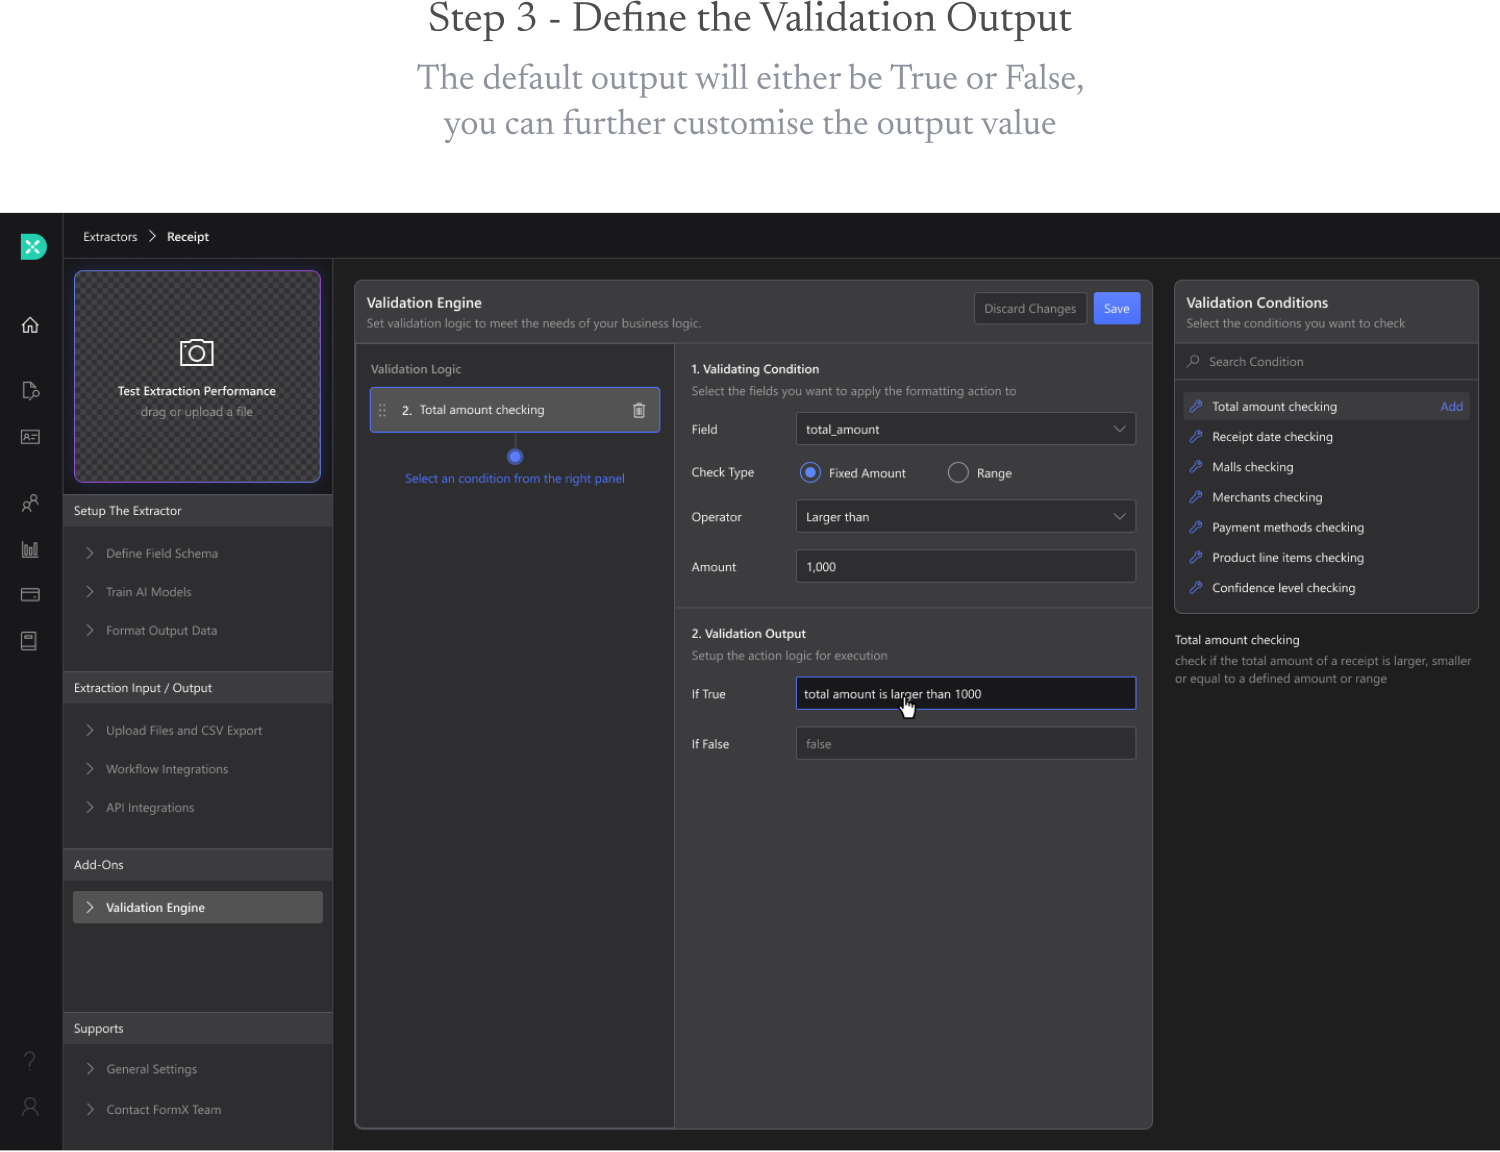 Step 3 - Define the Validation Output
The default output will either be True or False,
you can further customise the output value
Extractors
Receipt
Test Extraction Performance
drag or upload a file
Setup The Extractor
Define Field Schema
Train AI Models
Format Output Data
Extraction Input / Output
Upload Files and CSV Export
Workflow Integrations
API Integrations
Add-Ons
Validation Engine
Supports
General Settings
Contact FormX Team
Validation Engine
Set validation logic to meet the needs of your business logic.
Discard Changes
Save
Validation Logic
2. Total amount checking
Select an condition from the right panel
1. Validating Condition
Select the fields you want to apply the formatting action to
Field
total_amount
Check Type
Fixed Amount
Range
Operator
Larger than
Amount
1,000
2. Validation Output
Setup the action logic for execution
If True
total amount is larger than 1000
If False
false
Validation Conditions
Select the conditions you want to check
Search Condition
Total amount checking
Add
Receipt date checking
Malls checking
Merchants checking
Payment methods checking
Product line items checking
Confidence level checking
Total amount checking
check if the total amount of a receipt is larger, smaller
or equal to a defined amount or range